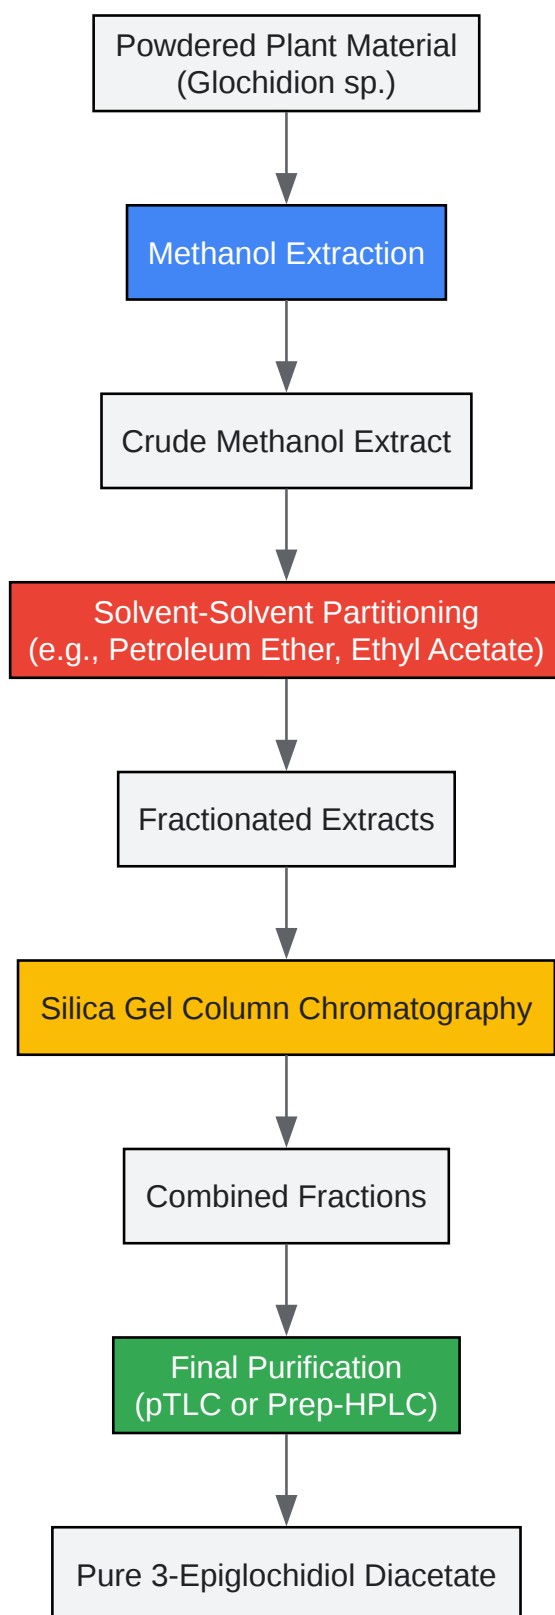 Powdered Plant Material
(Glochidion sp.)
Methanol Extraction
Crude Methanol Extract
Solvent-Solvent Partitioning
(e.g., Petroleum Ether, Ethyl Acetate)
Fractionated Extracts
Silica Gel Column Chromatography
Combined Fractions
Final Purification
(pTLC or Prep-HPLC)
Pure 3-Epiglochidiol Diacetate